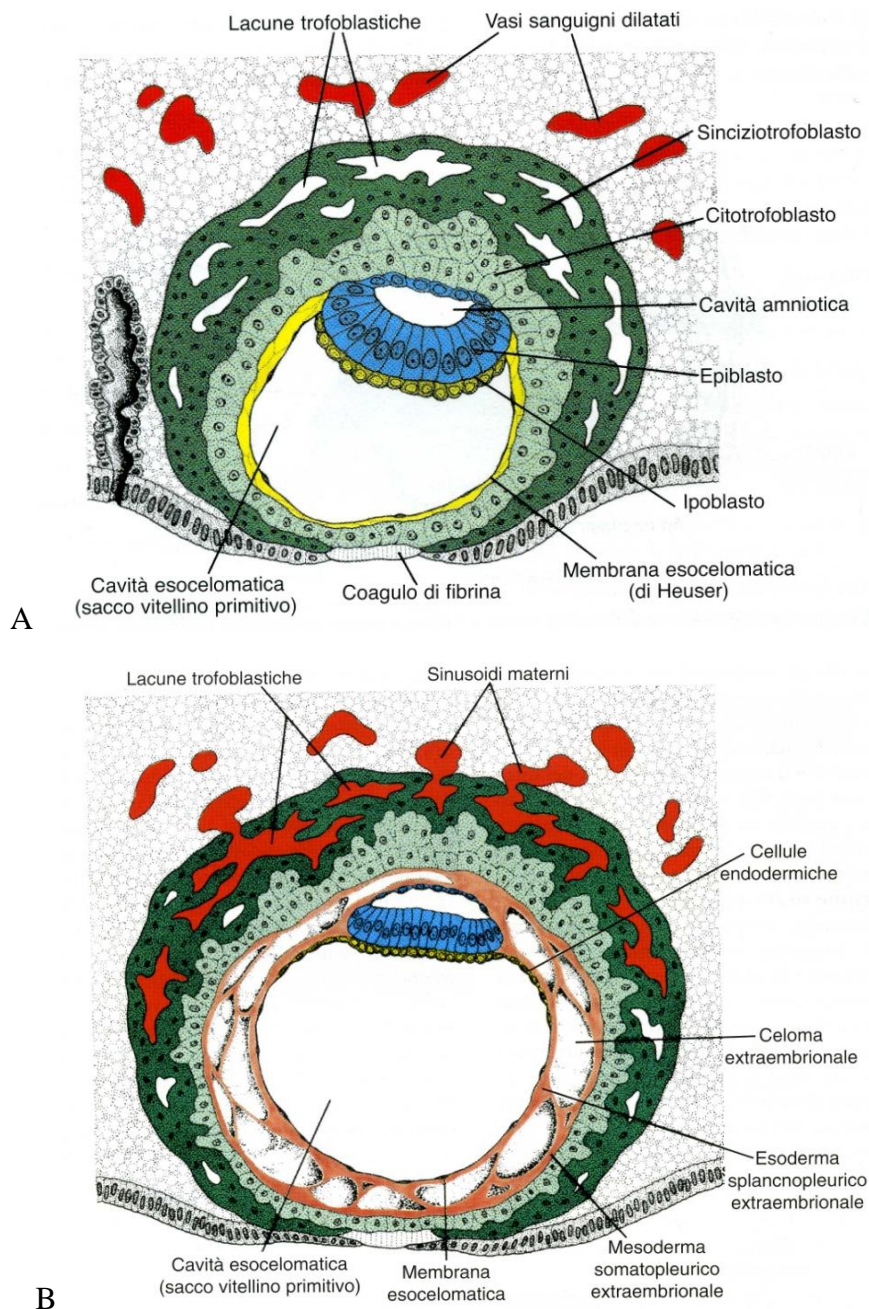 Lacune trofoblastiche
Vasi sanguigni dilatati
Sinciziotrofoblasto
Citotrofoblasto
Cavità amniotica
Epiblasto
Ipoblasto
Membrana esocelomatica
(di Heuser)
Coagulo di fibrina
Cavità esocelomatica
(sacco vitellino primitivo)
A
Lacune trofoblastiche
Sinusoidi materni
Cellule
endodermiche
Celoma
extraembrionale
Esoderma
splancnopleurico
extraembrionale
Mesoderma
somatopleurico
extraembrionale
Membrana
esocelomatica
Cavità esocelomatica
(sacco vitellino primitivo)
B